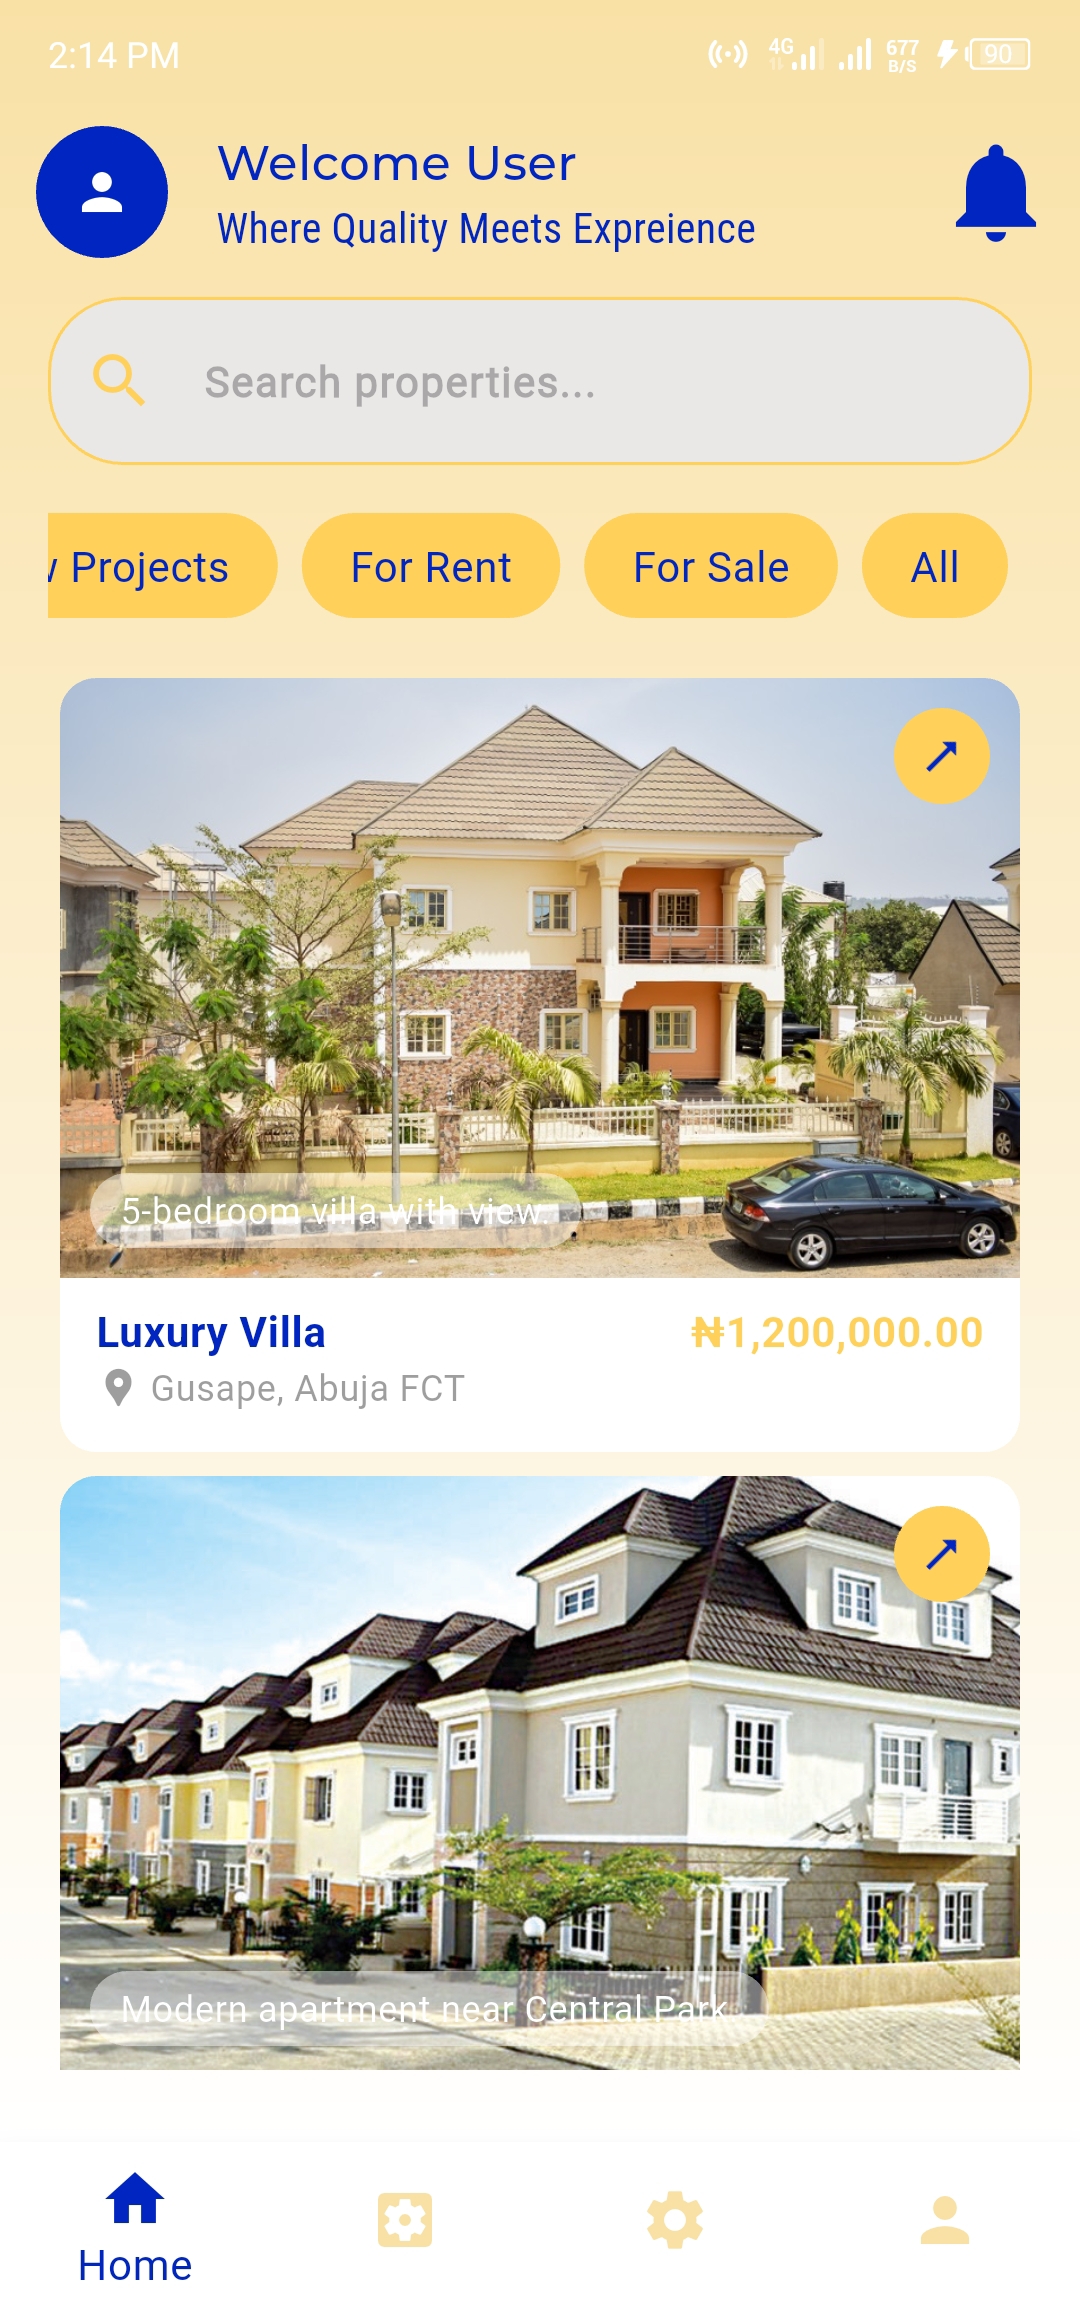 2:14 PM
4G
677
B/S
90
Welcome User
Where Quality Meets Expreience
Search properties...
Projects
For Rent
For Sale
All
5-bedroom villa with view.
Luxury Villa
₦1,200,000.00
Gusape, Abuja FCT
Modern apartment near Central Park.
Home